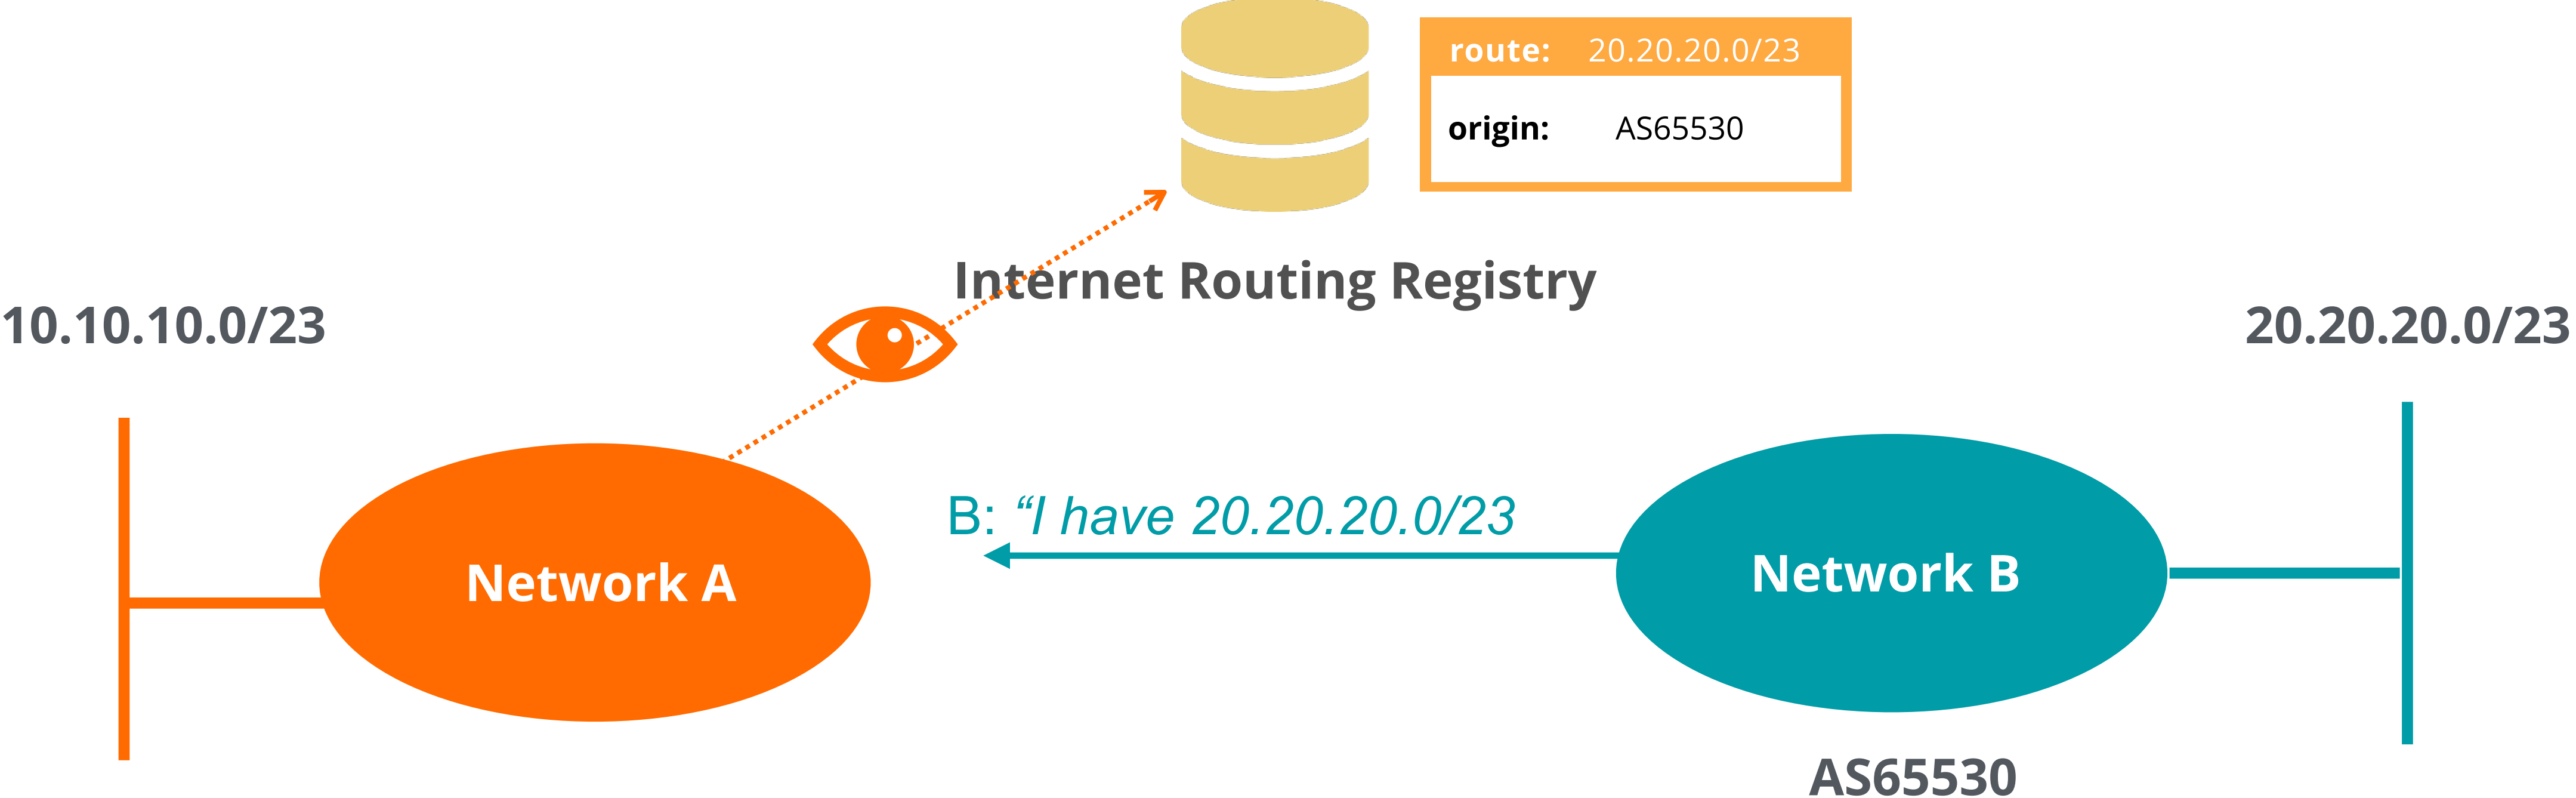 route: 20.20.20.0/23
origin: AS65530
Internet Routing Registry
10.10.10.0/23
20.20.20.0/23
B: “I have 20.20.20.0/23
Network A
Network B
AS65530